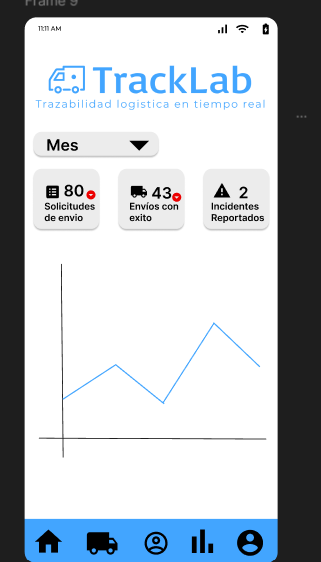 Frame 9
11:11 AM
TrackLab
Trazabilidad logística en tiempo real
Mes
80
Solicitudes
de envio
43
Envíos con
exito
2
Incidentes
Reportados